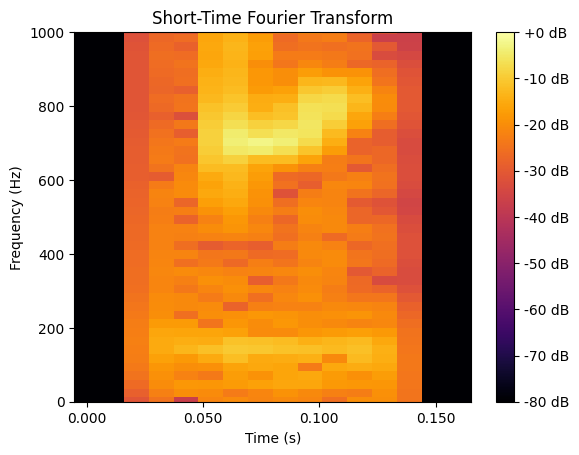 Short-Time Fourier Transform
Frequency (Hz)
1000
800
600
400
200
0
0.000 0.050 0.100 0.150
Time (s)
+0 dB
-10 dB
-20 dB
-30 dB
-40 dB
-50 dB
-60 dB
-70 dB
-80 dB